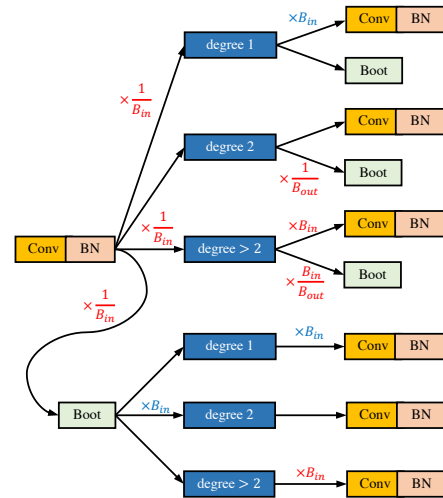 ×B_in
Conv BN
degree 1
Boot
×1/B_in
Conv BN
degree 2
×1/B_out
Boot
×1/B_in
×B_in
Conv BN
Conv BN
degree > 2
×B_in/B_out
Boot
×1/B_in
×B_in
degree 1
Conv BN
×B_in
Boot
degree 2
Conv BN
×B_in
degree > 2
Conv BN